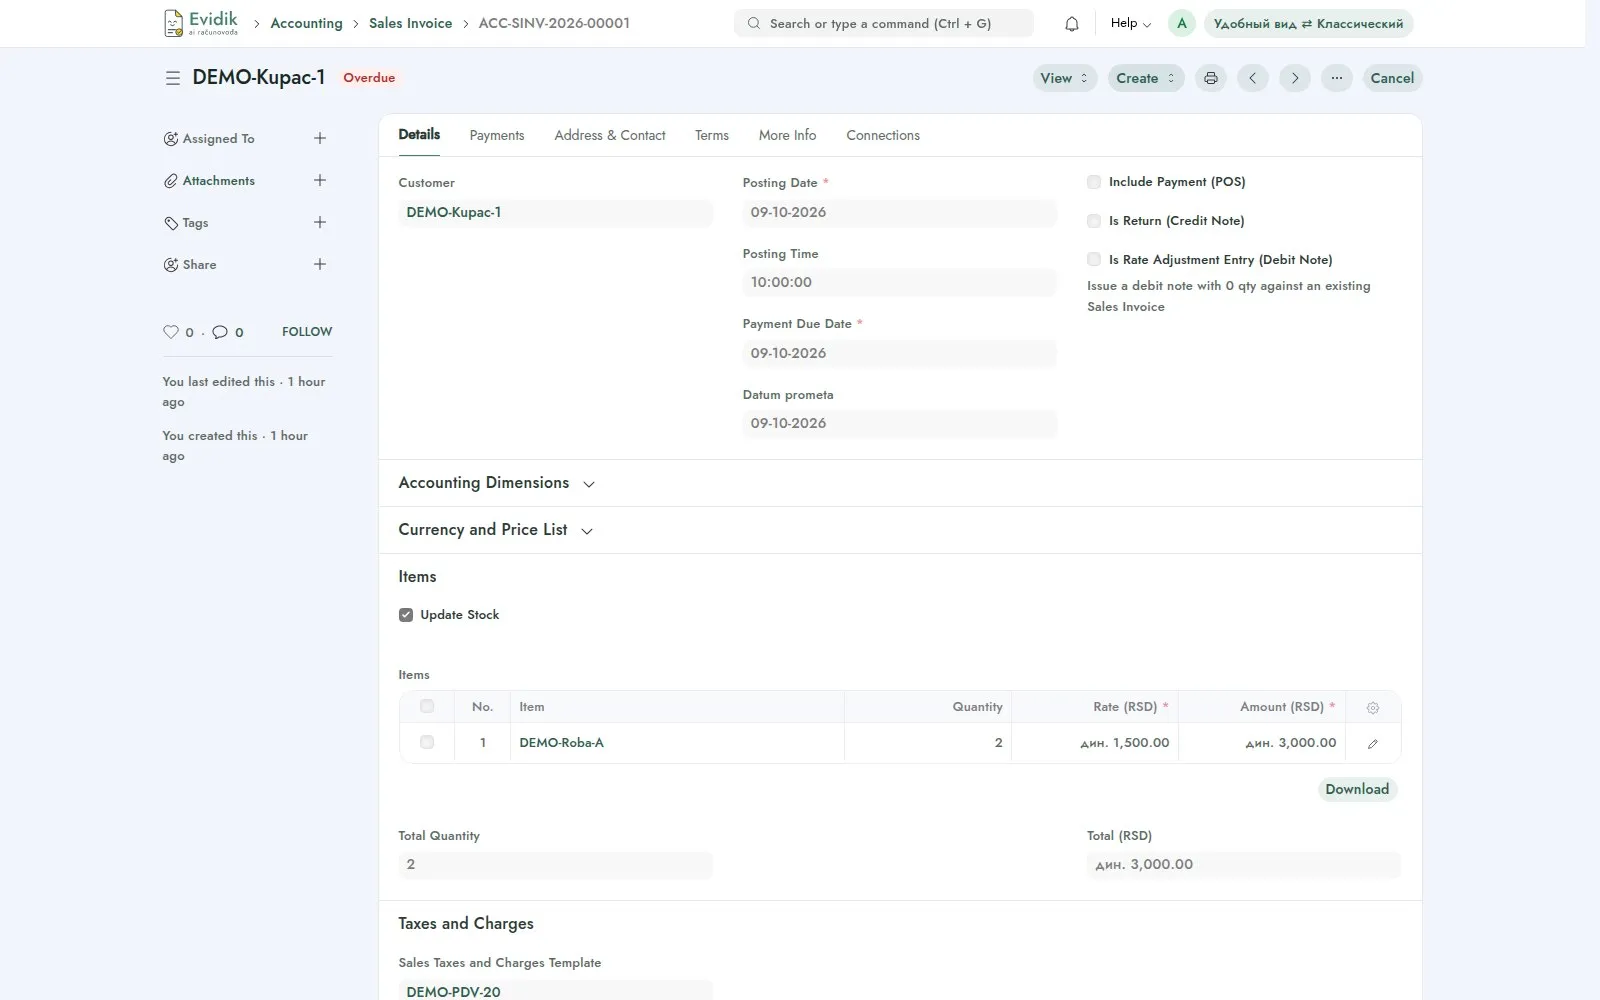 Evidik
ai računovođa
Accounting
Sales Invoice
ACC-SINV-2026-00001
Search or type a command (Ctrl + G)
Help
A
Удобный вид ⇄ Классический
DEMO-Kupac-1
Overdue
View
Create
Cancel
Assigned To
Attachments
Tags
Share
0 · 0
FOLLOW
You last edited this · 1 hour
ago
You created this · 1 hour
ago
Details
Payments
Address & Contact
Terms
More Info
Connections
Customer
DEMO-Kupac-1
Posting Date *
09-10-2026
Posting Time
10:00:00
Payment Due Date *
09-10-2026
Datum prometa
09-10-2026
Include Payment (POS)
Is Return (Credit Note)
Is Rate Adjustment Entry (Debit Note)
Issue a debit note with 0 qty against an existing
Sales Invoice
Accounting Dimensions
Currency and Price List
Items
Update Stock
Items
No. Item Quantity Rate (RSD) * Amount (RSD) *
1 DEMO-Roba-A 2 дин. 1,500.00 дин. 3,000.00
Download
Total Quantity
2
Total (RSD)
дин. 3,000.00
Taxes and Charges
Sales Taxes and Charges Template
DEMO-PDV-20